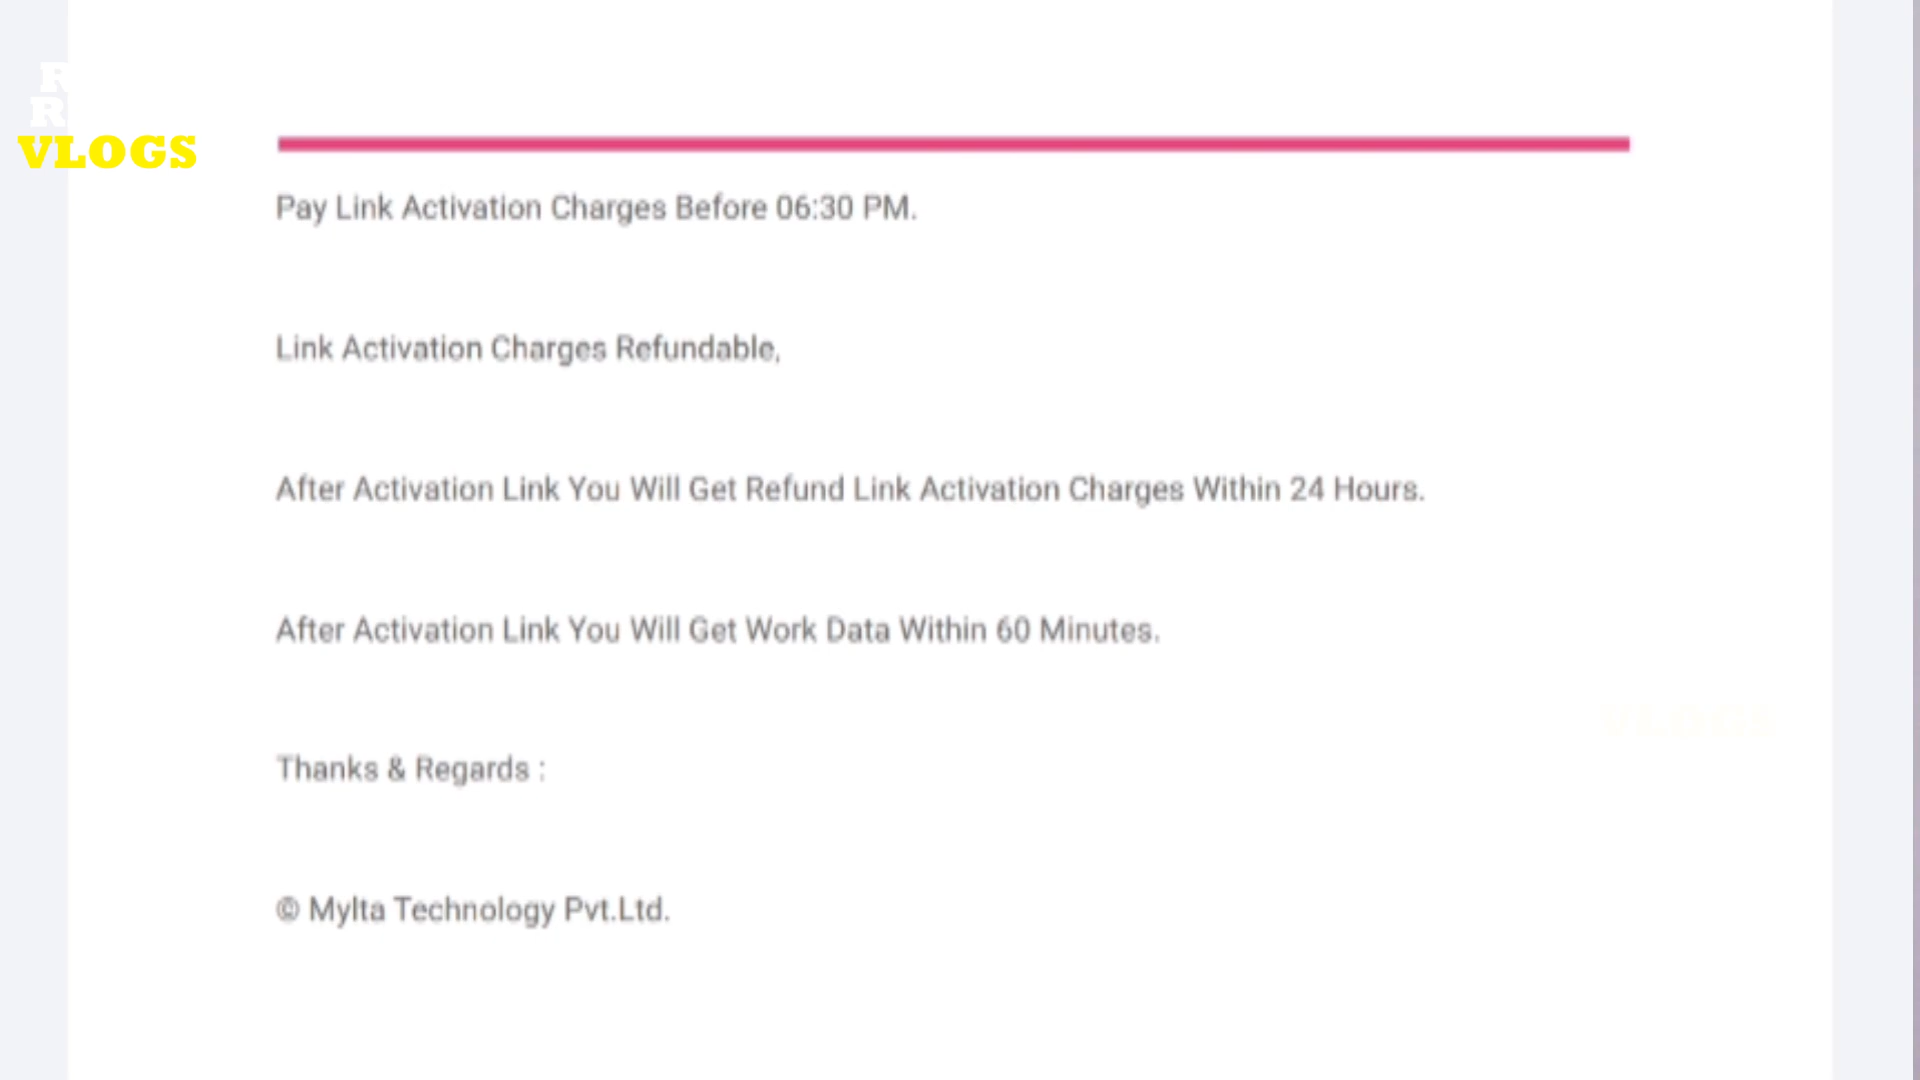 R
R
VLOGS
Pay Link Activation Charges Before 06:30 PM.
Link Activation Charges Refundable,
After Activation Link You Will Get Refund Link Activation Charges Within 24 Hours.
After Activation Link You Will Get Work Data Within 60 Minutes.
Thanks & Regards :
© Mylta Technology Pvt.Ltd.